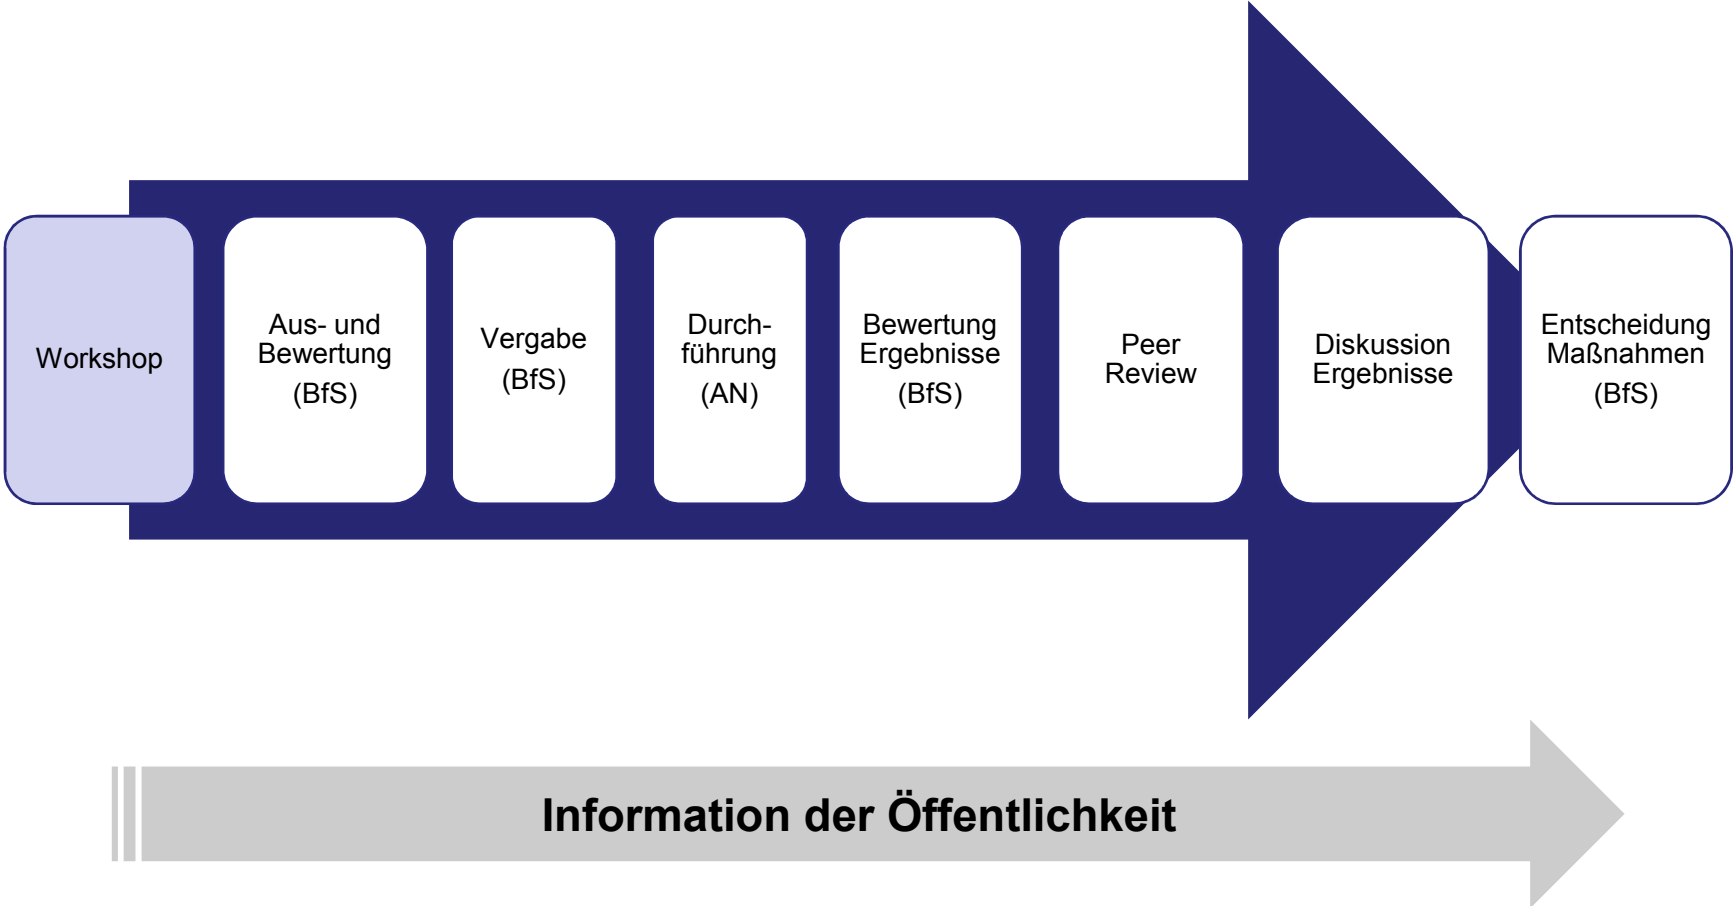 Workshop
Aus- und
Bewertung
(BfS)
Vergabe
(BfS)
Durch-
führung
(AN)
Bewertung
Ergebnisse
(BfS)
Peer
Review
Diskussion
Ergebnisse
Entscheidung
Maßnahmen
(BfS)
Information der Öffentlichkeit